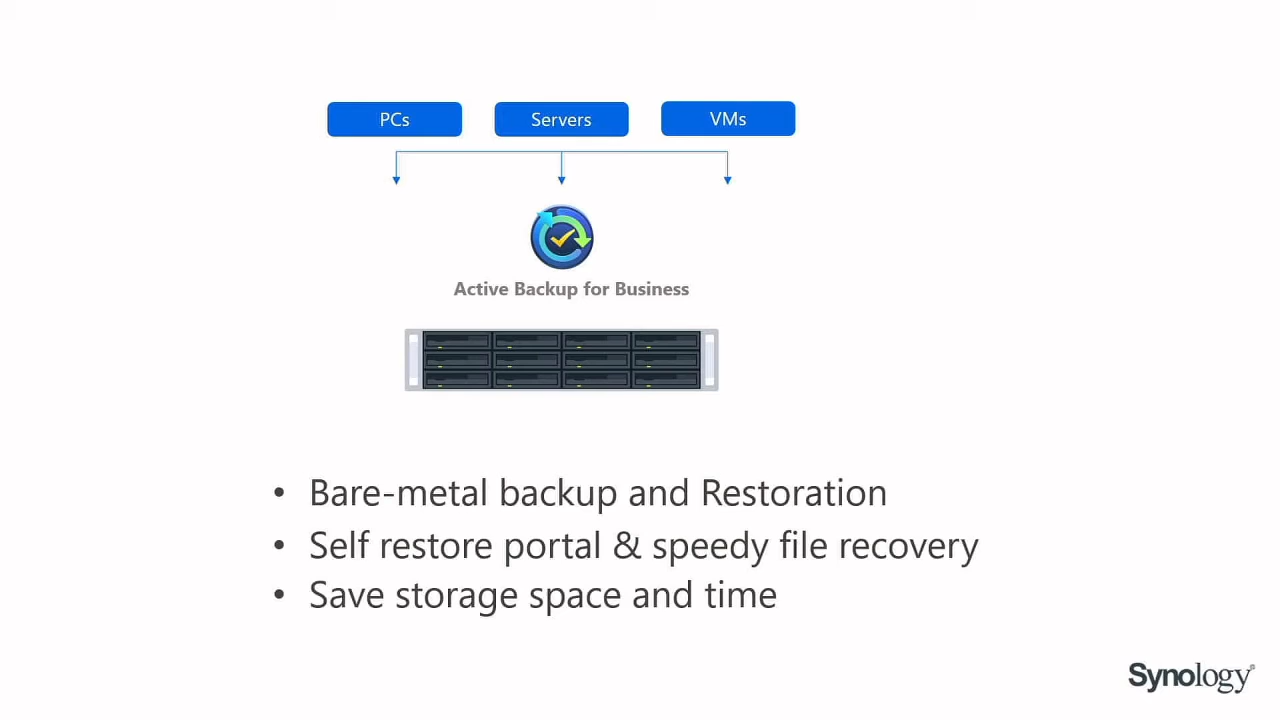 PCs
Servers
VMs
Active Backup for Business
• Bare-metal backup and Restoration
• Self restore portal & speedy file recovery
• Save storage space and time
Synology®